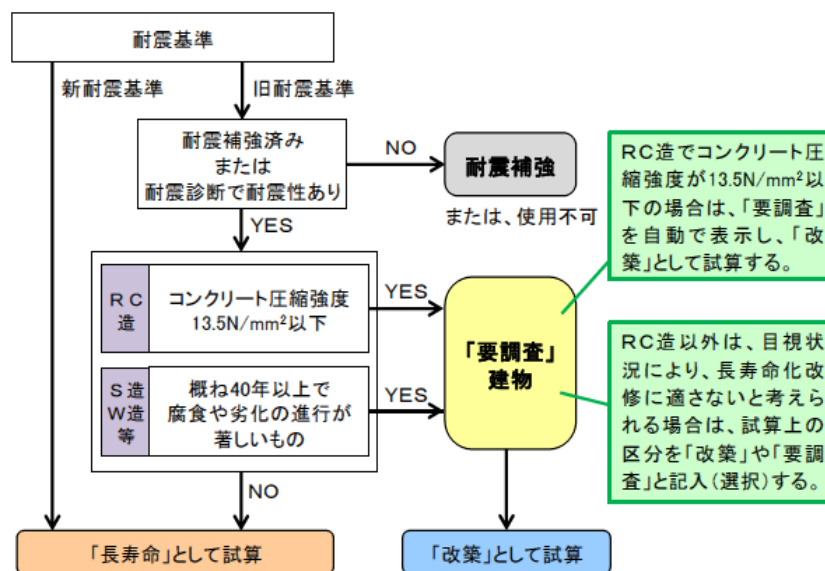 耐震基準
新耐震基準
旧耐震基準
耐震補強済み
または
耐震診断で耐震性あり
NO
耐震補強
または、使用不可
YES
RC
造
コンクリート圧縮強度
13.5N/mm²以下
YES
S造
W造
等
概ね40年以上で
腐食や劣化の進行が
著しいもの
YES
「要調査」
建物
NO
「長寿命」として試算
「改築」として試算
RC造でコンクリート圧
縮強度が13.5N/mm²以
下の場合は、「要調査」
を自動で表示し、「改
築」として試算する。
RC造以外は、目視状
況により、長寿命化改
修に適さないと考えら
れる場合は、試算上の
区分を「改築」や「要調
査」と記入(選択)する。